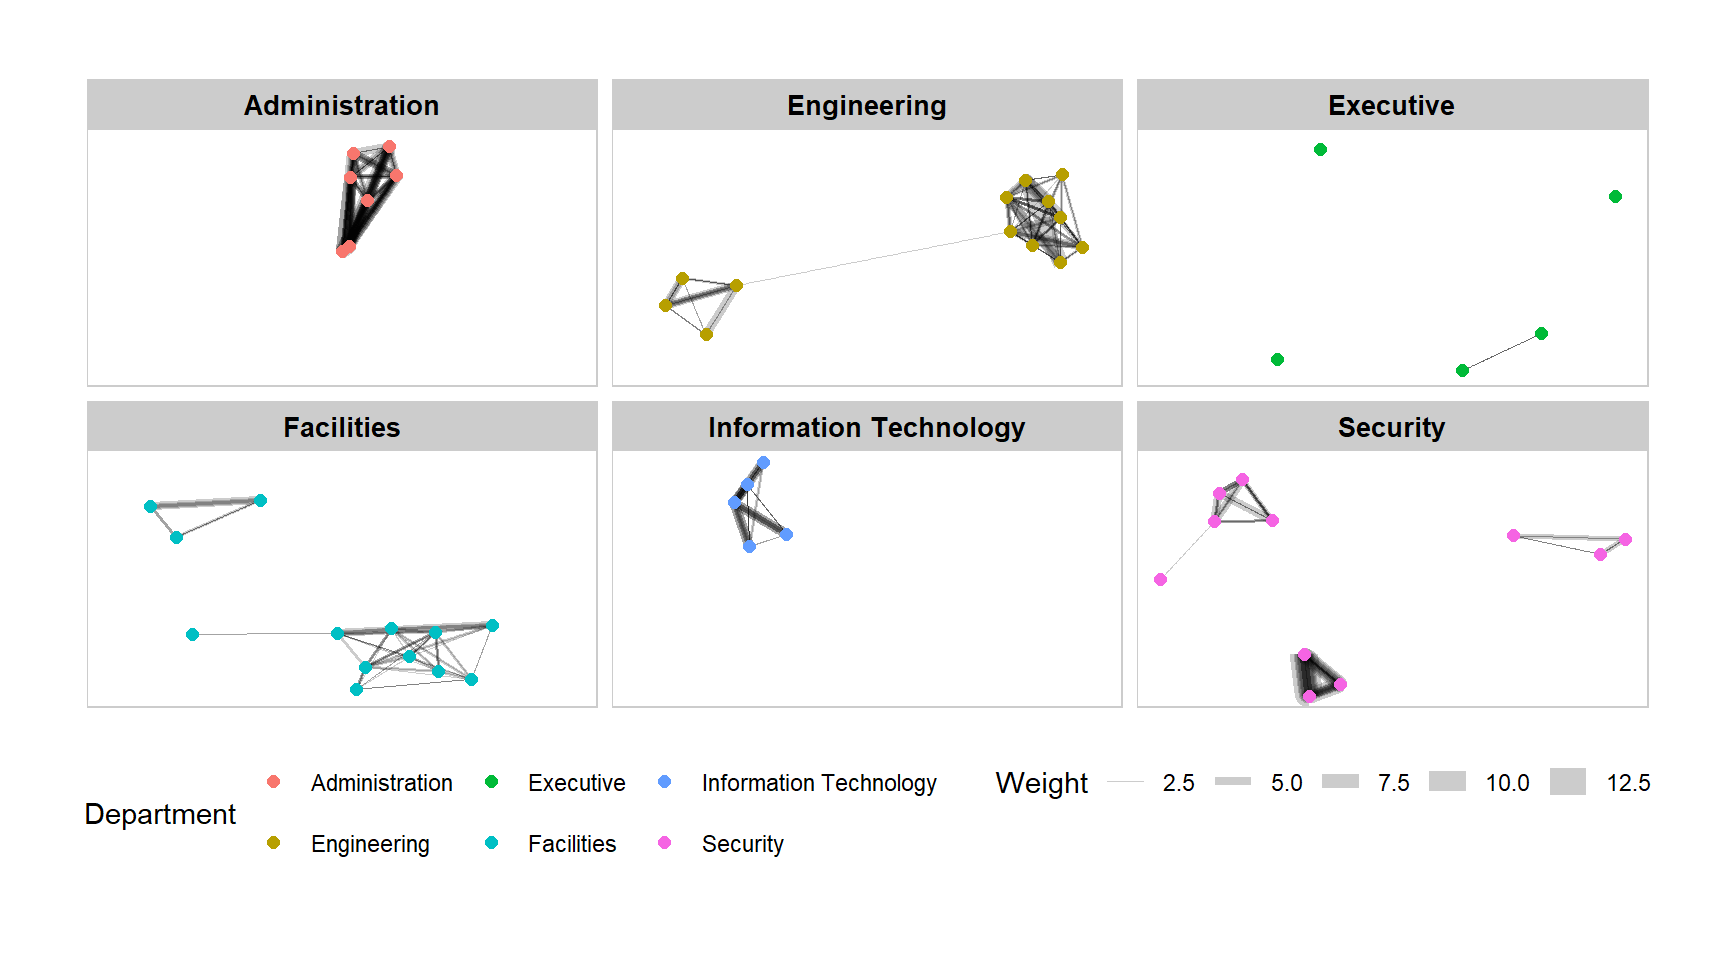 Administration
Engineering
Executive
Facilities
Information Technology
Security
Department
Administration
Executive
Information Technology
Engineering
Facilities
Security
Weight
2.5
5.0
7.5
10.0
12.5